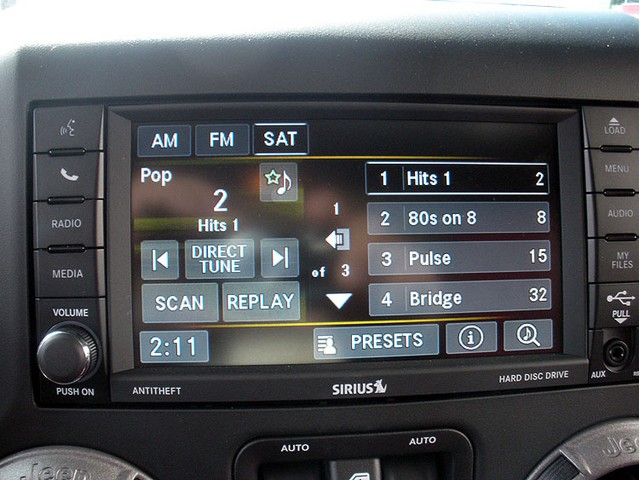 LOAD
AM FM SAT
MENU
Pop
1 Hits 1 2
2
Hits 1
RADIO
1
2 80s on 8 8
AUDIO
DIRECT TUNE
of 3
3 Pulse 15
MY FILES
MEDIA
SCAN REPLAY
4 Bridge 32
VOLUME
PULL
2:11
PRESETS
i
PUSH ON
ANTITHEFT
SIRIUS
HARD DISC DRIVE
AUX
AUTO AUTO
Jeep